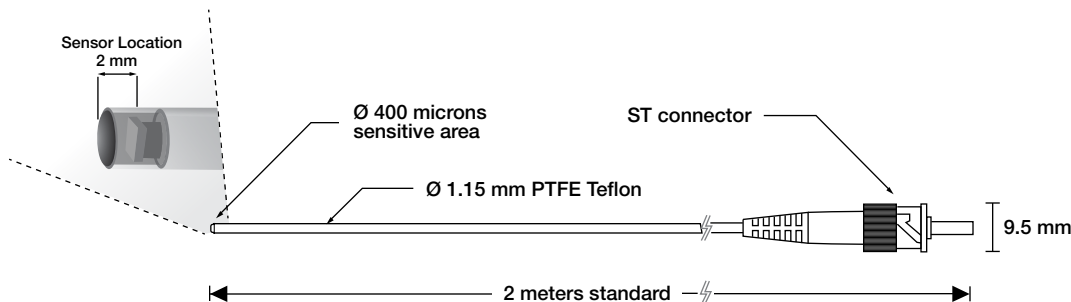 Sensor Location
2 mm
Ø 400 microns
sensitive area
ST connector
Ø 1.15 mm PTFE Teflon
9.5 mm
2 meters standard